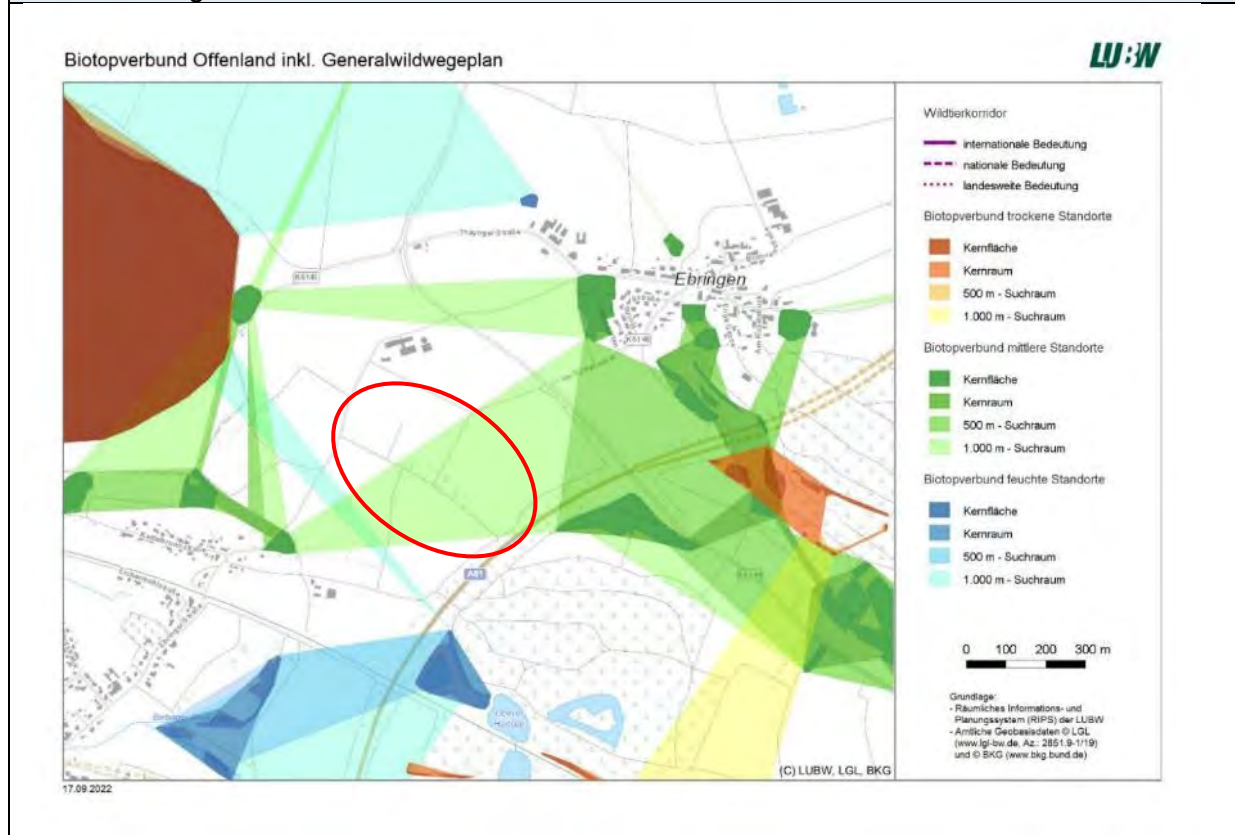 Biotopverbund Offenland inkl. Generalwildwegeplan
LUBW
Ebringen
K6148
A81
Wildtierkorridor
internationale Bedeutung
nationale Bedeutung
landesweite Bedeutung
Biotopverbund trockene Standorte
Kernfläche
Kernraum
500 m - Suchraum
1.000 m - Suchraum
Biotopverbund mittlere Standorte
Kernfläche
Kernraum
500 m - Suchraum
1.000 m - Suchraum
Biotopverbund feuchte Standorte
Kernfläche
Kernraum
500 m - Suchraum
1.000 m - Suchraum
0 100 200 300 m
Grundlage:
- Räumliches Informations- und
Planungssystem (RIPS) der LUBW
- Amtliche Geobasisdaten © LGL
(www.lgl-bw.de, Az.: 2851.9-1/19)
und © BKG (www.bkg.bund.de)
(C) LUBW, LGL, BKG
17.09.2022